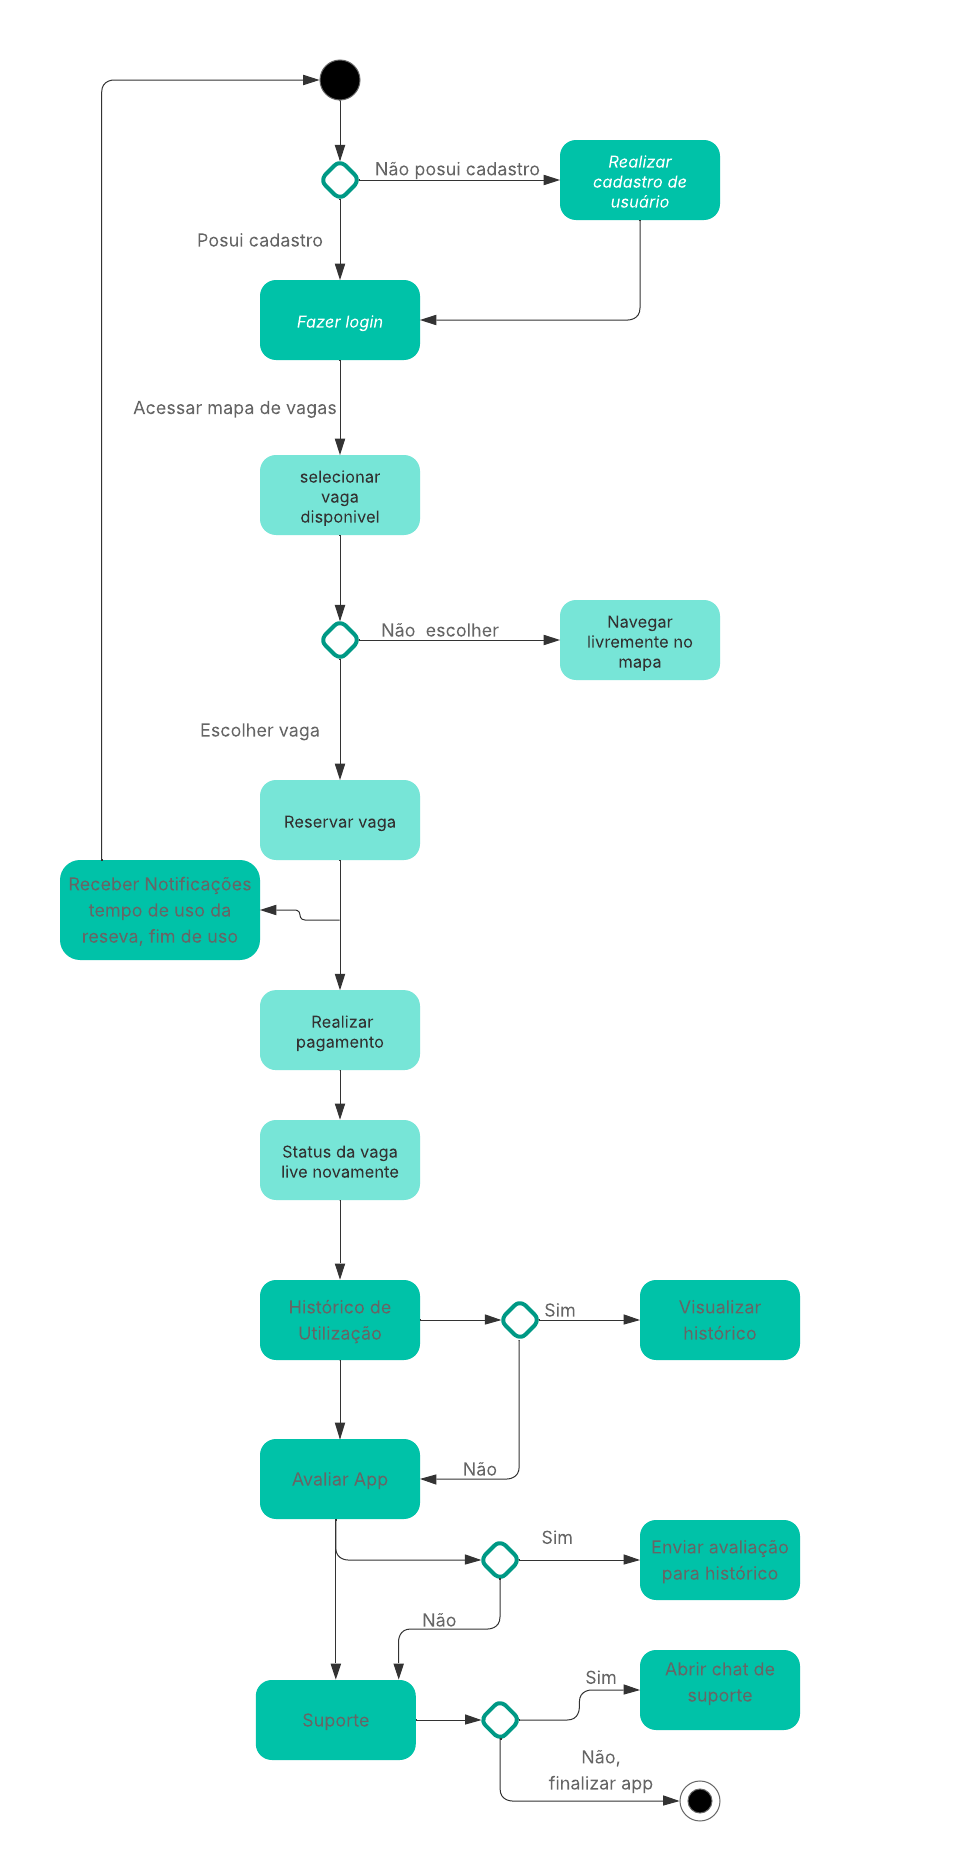 Não posui cadastro
Realizar
cadastro de
usuário
Posui cadastro
Fazer login
Acessar mapa de vagas
selecionar
vaga
disponivel
Não escolher
Navegar
livremente no
mapa
Escolher vaga
Reservar vaga
Receber Notificações
tempo de uso da
reseva, fim de uso
Realizar
pagamento
Status da vaga
live novamente
Histórico de
Utilização
Sim
Visualizar
histórico
Não
Avaliar App
Sim
Enviar avaliação
para histórico
Não
Suporte
Sim
Abrir chat de
suporte
Não,
finalizar app